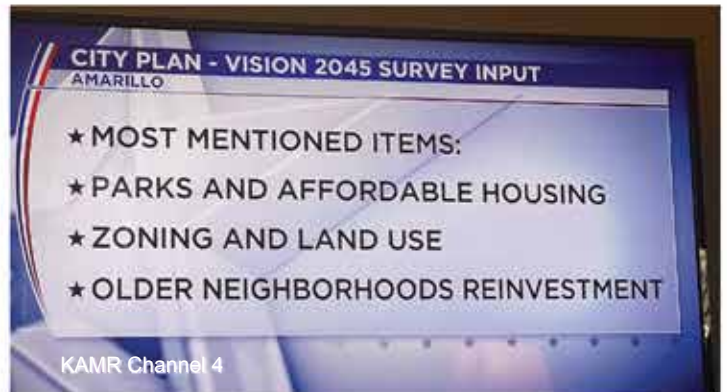 CITY PLAN - VISION 2045 SURVEY INPUT
AMARILLO
★ MOST MENTIONED ITEMS:
★ PARKS AND AFFORDABLE HOUSING
★ ZONING AND LAND USE
★ OLDER NEIGHBORHOODS REINVESTMENT
KAMR Channel 4